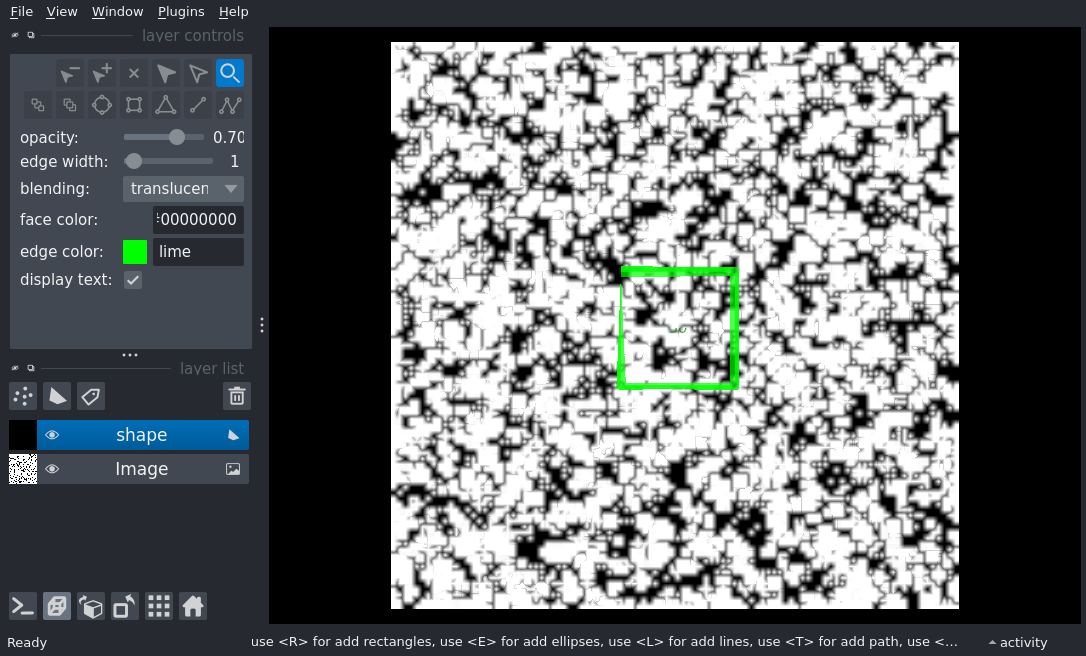 File View Window Plugins Help
layer controls
opacity: 0.70
edge width: 1
blending: translucen
face color: 00000000
edge color: lime
display text:
layer list
shape
Image
Ready use <R> for add rectangles, use <E> for add ellipses, use <L> for add lines, use <T> for add path, use <... activity